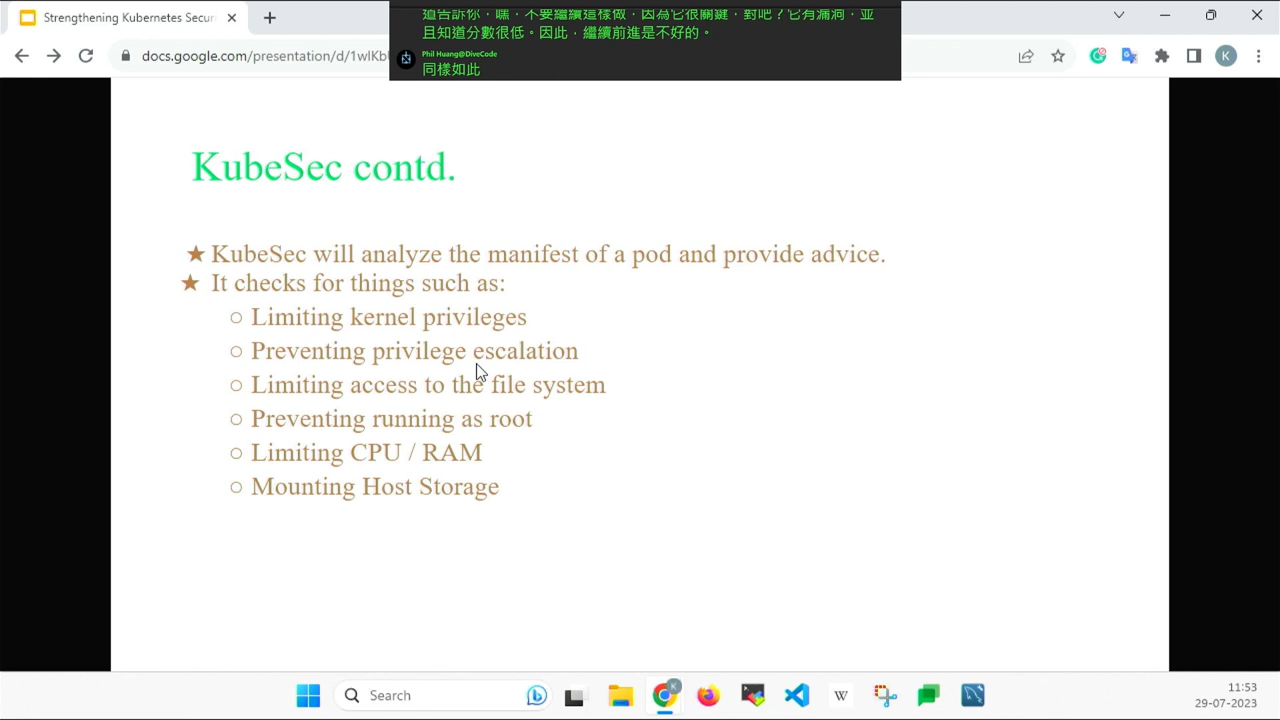 Strengthening Kubernetes Secur
道告訴你，嘿，不要繼續這樣做，因為它很關鍵，對吧？它有漏洞，並
且知道分數很低。因此，繼續前進是不好的。
Phil Huang@DiveCode
同樣如此
docs.google.com/presentation/d/1wlKb
K
KubeSec contd.
★ KubeSec will analyze the manifest of a pod and provide advice.
★ It checks for things such as:
○ Limiting kernel privileges
○ Preventing privilege escalation
○ Limiting access to the file system
○ Preventing running as root
○ Limiting CPU / RAM
○ Mounting Host Storage
Search
K
W
11:53
29-07-2023